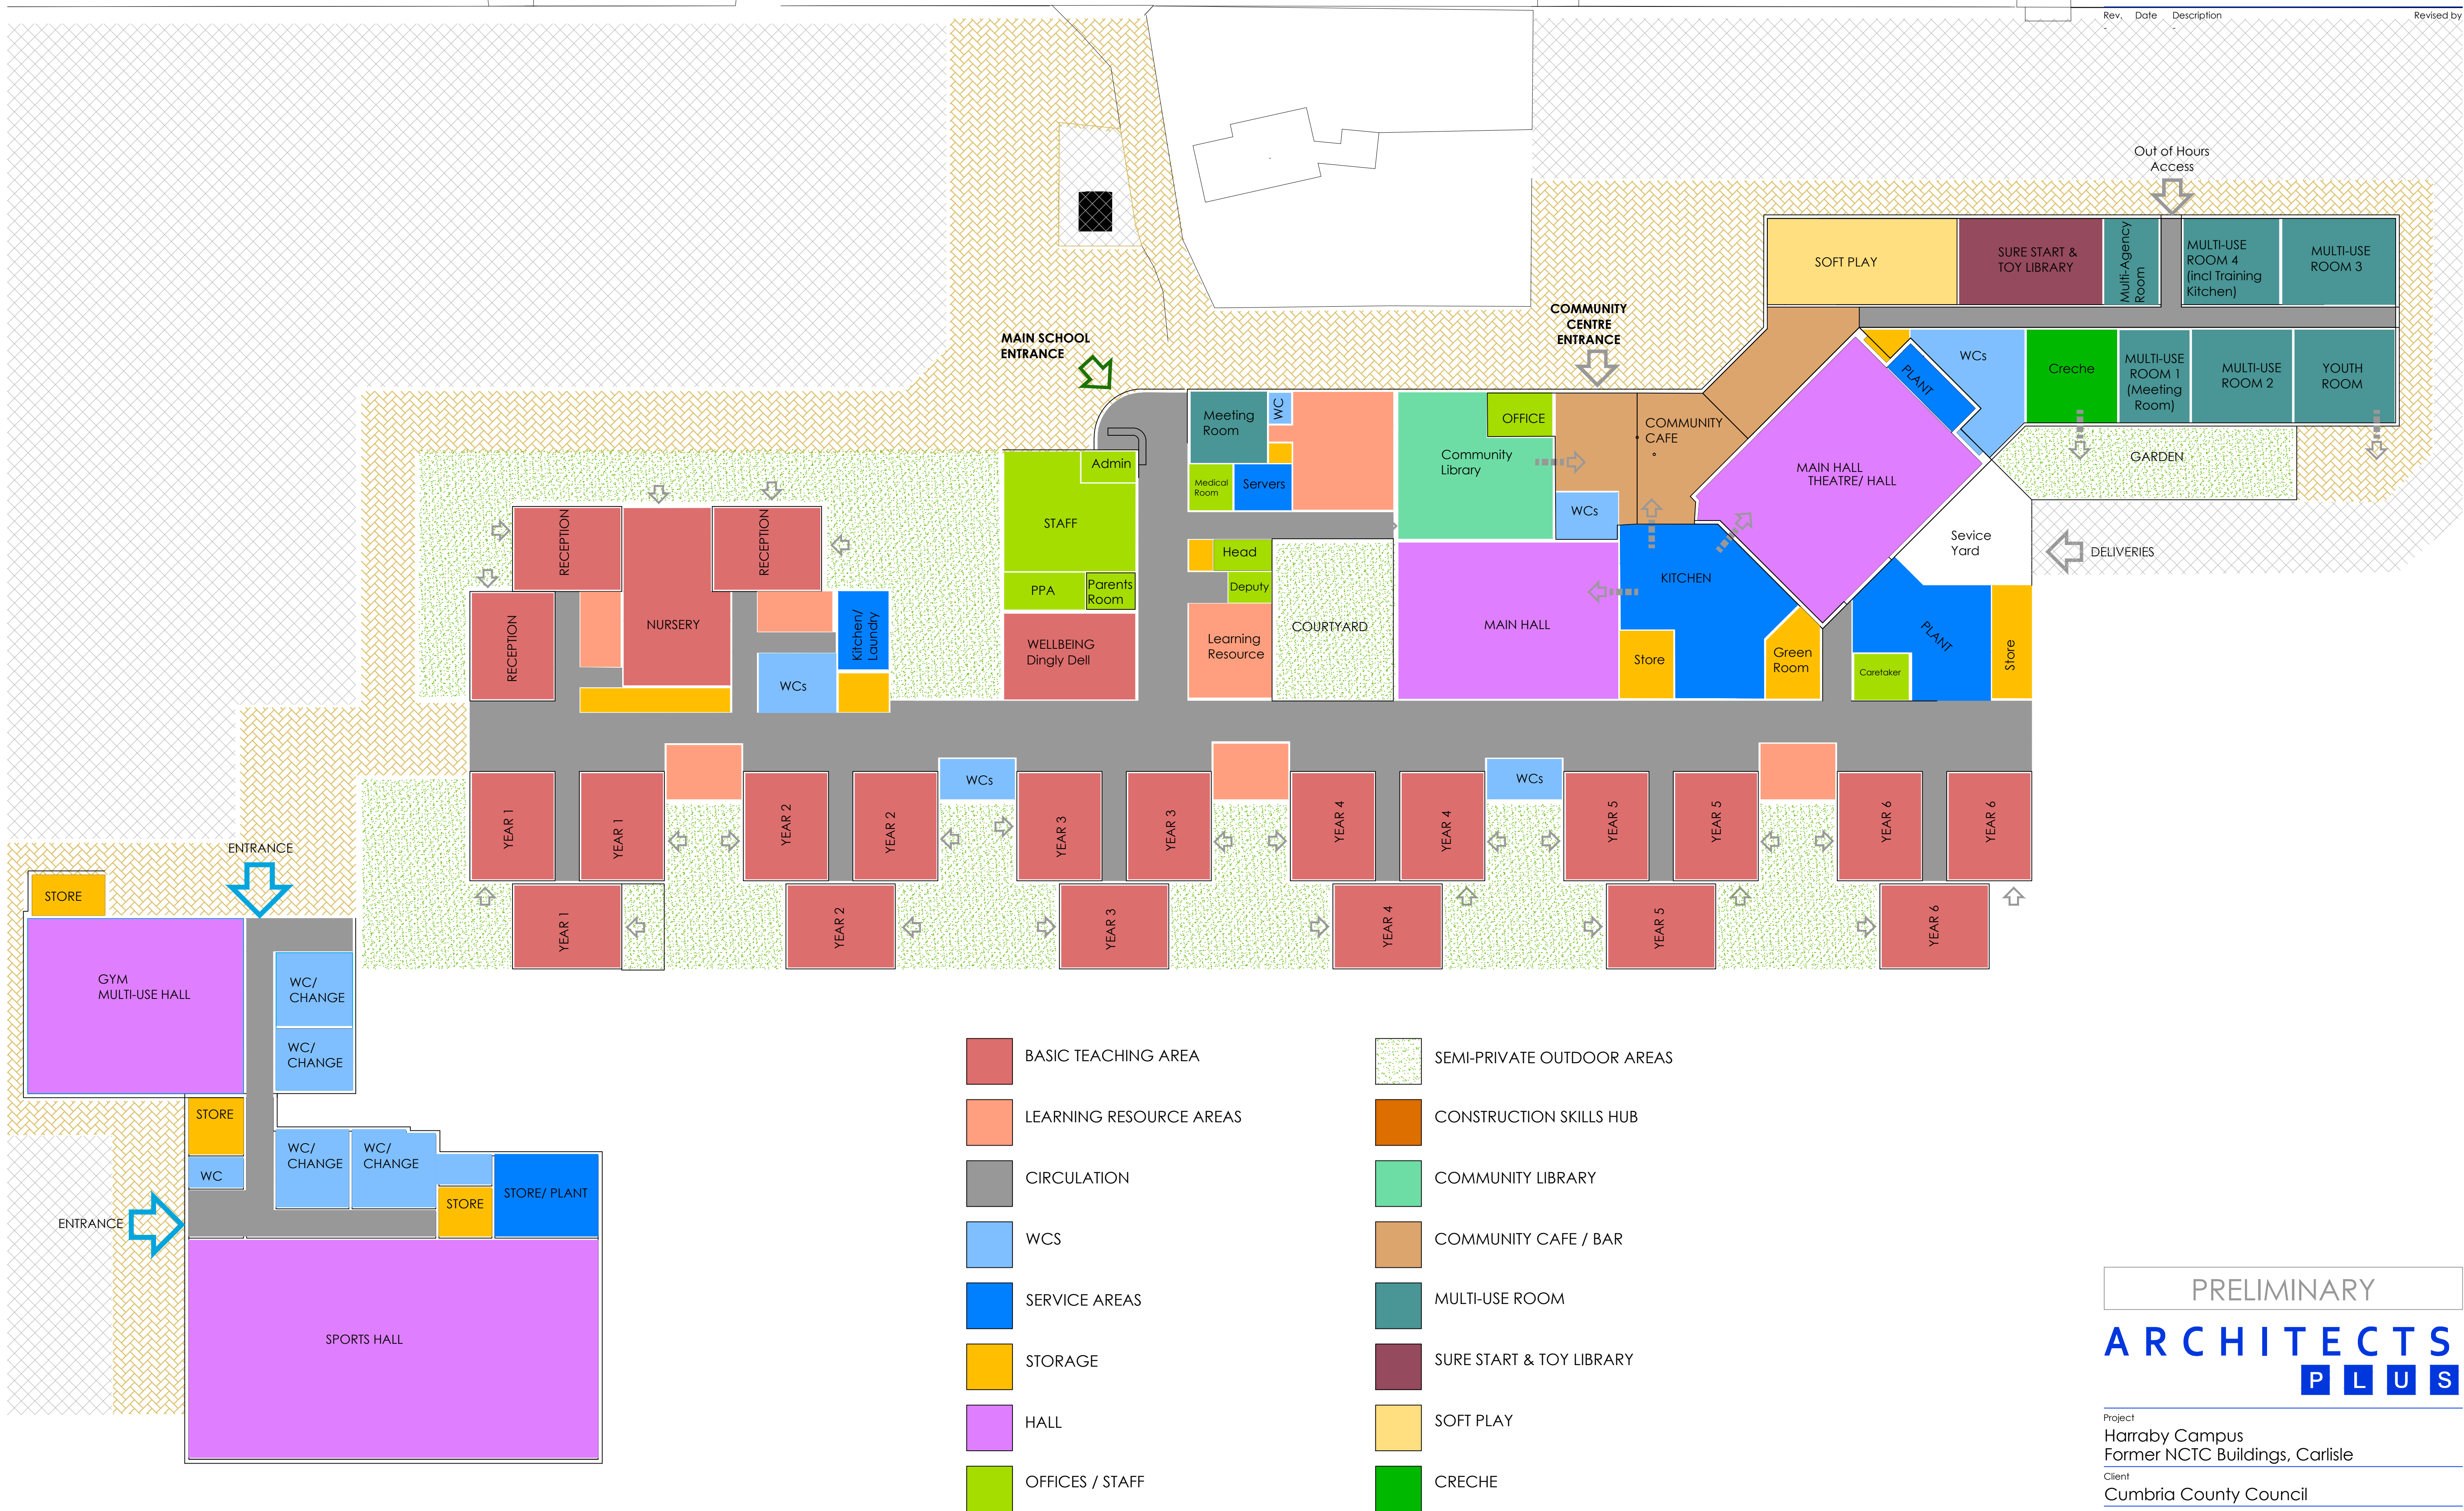 Rev. Date Description Revised by
- -
Out of Hours
Access
SOFT PLAY
SURE START &
TOY LIBRARY
Multi-Agency
Room
MULTI-USE
ROOM 4
(incl Training
Kitchen)
MULTI-USE
ROOM 3
COMMUNITY
CENTRE
ENTRANCE
MAIN SCHOOL
ENTRANCE
WCs
PLANT
Creche
MULTI-USE
ROOM 1
(Meeting
Room)
MULTI-USE
ROOM 2
YOUTH
ROOM
Meeting
Room
WC
OFFICE
COMMUNITY
CAFE
Community
Library
GARDEN
MAIN HALL
THEATRE/ HALL
Admin
Medical
Room
Servers
WCs
STAFF
RECEPTION
RECEPTION
Sevice
Yard
DELIVERIES
Head
KITCHEN
PPA
Parents
Room
Deputy
RECEPTION
NURSERY
Kitchen/
Laundry
WELLBEING
Dingly Dell
Learning
Resource
COURTYARD
MAIN HALL
Store
Green
Room
PLANT
Caretaker
Store
WCs
WCs
WCs
YEAR 1
YEAR 1
YEAR 2
YEAR 2
YEAR 3
YEAR 3
YEAR 4
YEAR 4
YEAR 5
YEAR 5
YEAR 6
YEAR 6
YEAR 1
YEAR 2
YEAR 3
YEAR 4
YEAR 5
YEAR 6
ENTRANCE
STORE
GYM
MULTI-USE HALL
WC/
CHANGE
WC/
CHANGE
STORE
WC
WC/
CHANGE
WC/
CHANGE
STORE
STORE/ PLANT
ENTRANCE
SPORTS HALL
BASIC TEACHING AREA
LEARNING RESOURCE AREAS
CIRCULATION
WCS
SERVICE AREAS
STORAGE
HALL
OFFICES / STAFF
SEMI-PRIVATE OUTDOOR AREAS
CONSTRUCTION SKILLS HUB
COMMUNITY LIBRARY
COMMUNITY CAFE / BAR
MULTI-USE ROOM
SURE START & TOY LIBRARY
SOFT PLAY
CRECHE
PRELIMINARY
ARCHITECTS
PLUS
Project
Harraby Campus
Former NCTC Buildings, Carlisle
Client
Cumbria County Council